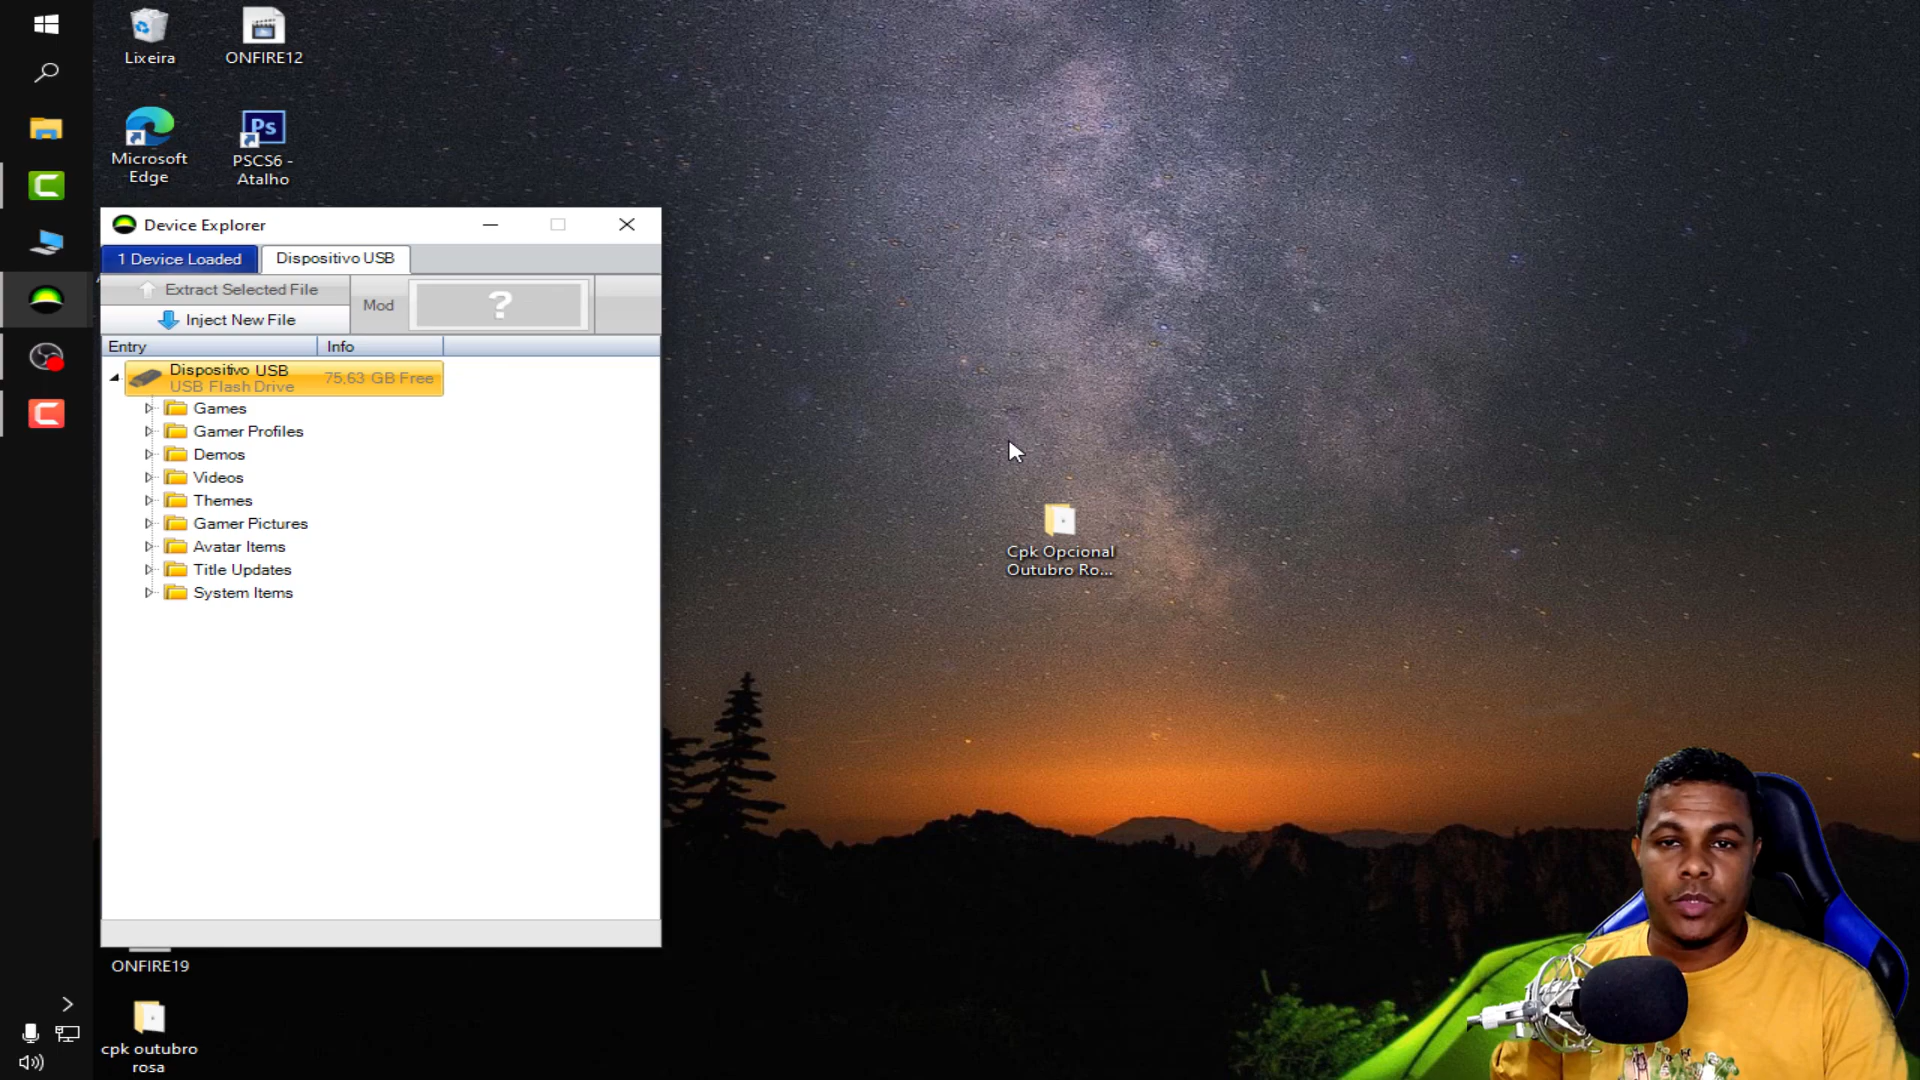 Lixeira
ONFIRE12
Microsoft
Edge
Ps
PSCS6 -
Atalho
Device Explorer
1 Device Loaded
Dispositivo USB
Extract Selected File
Mod
?
Inject New File
Entry
Info
Dispositivo USB
USB Flash Drive
75,63 GB Free
Games
Gamer Profiles
Demos
Videos
Themes
Gamer Pictures
Avatar Items
Title Updates
System Items
Cpk Opcional
Outubro Ro...
ONFIRE19
cpk outubro
rosa